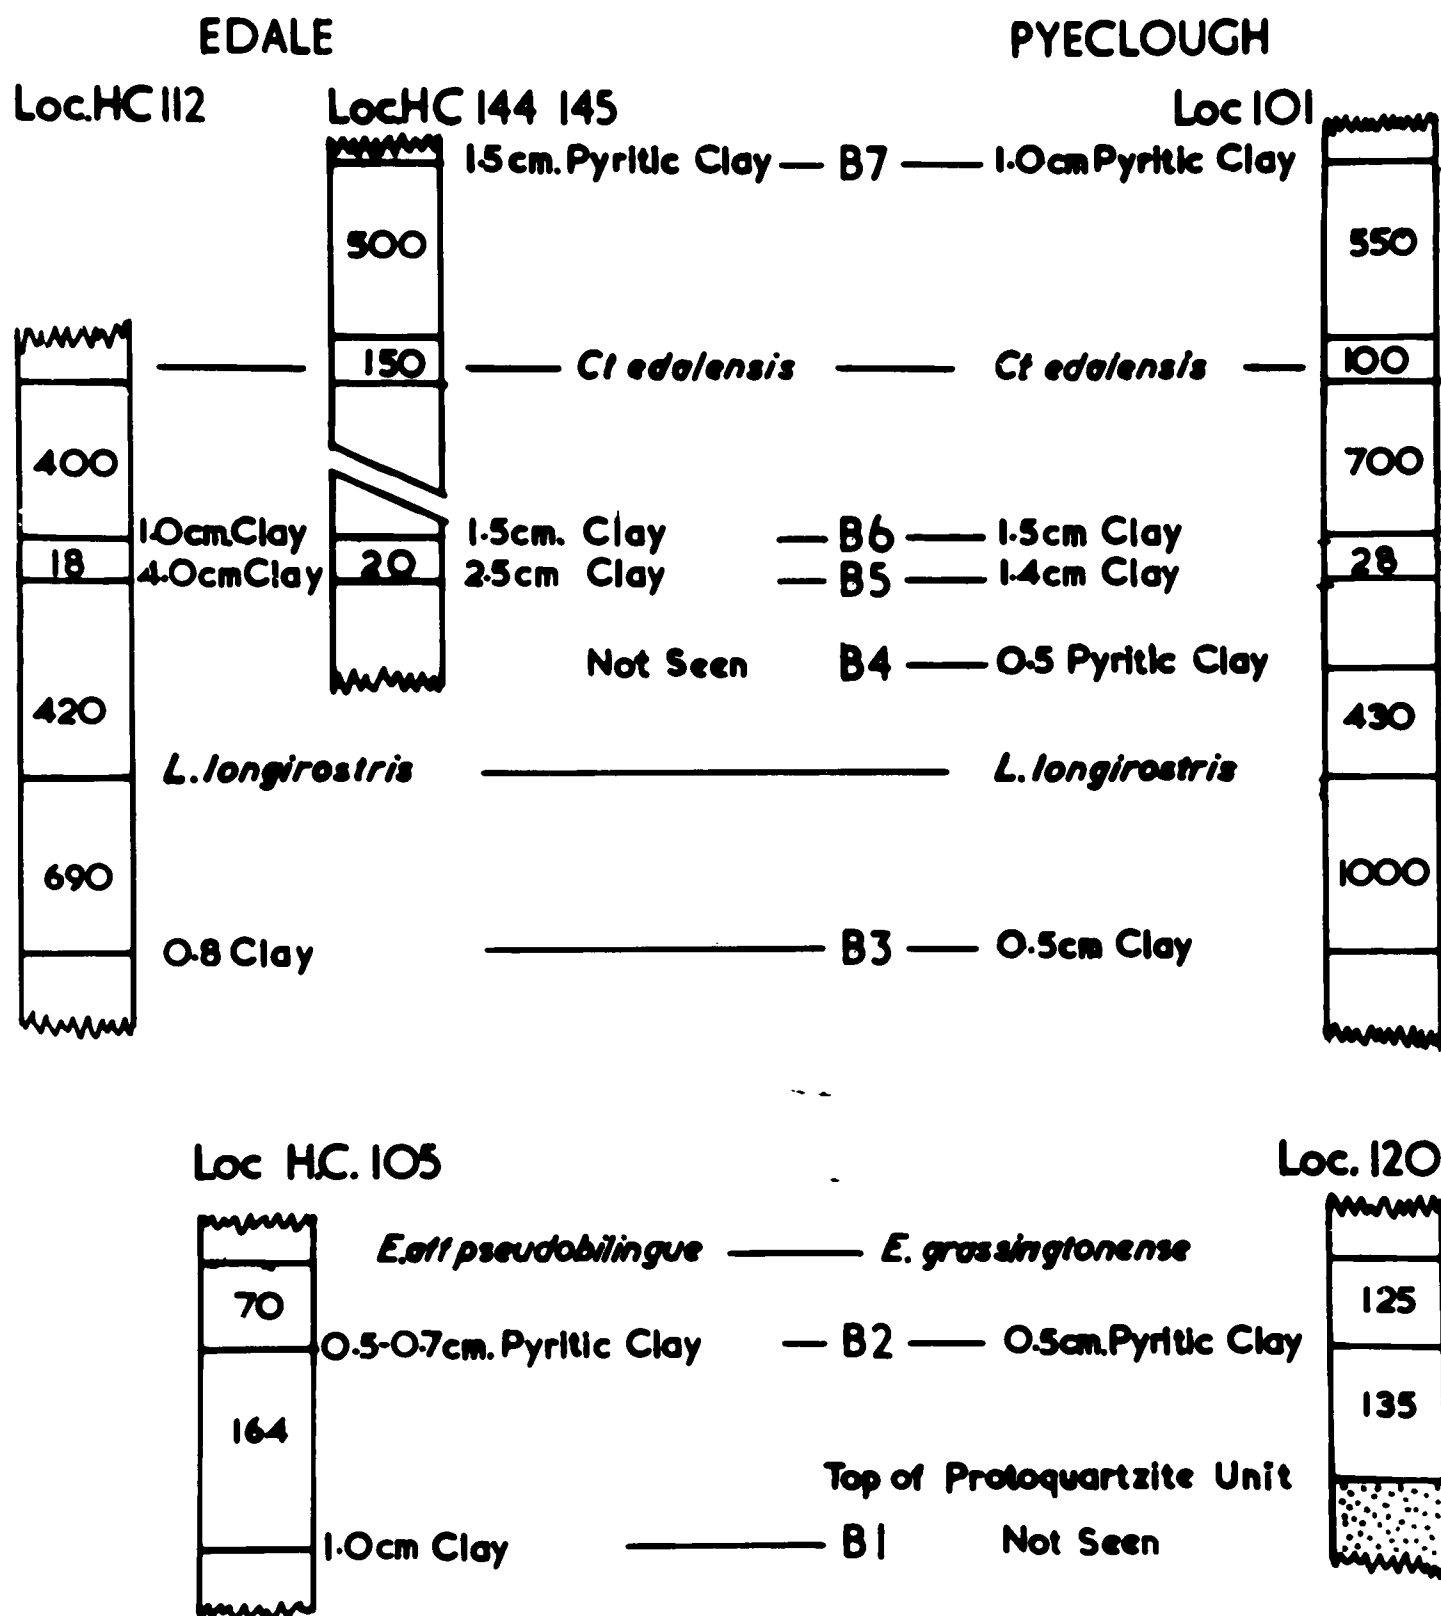 EDALE PYECLOUGH
Loc.HC 112 Loc.HC 144 145 Loc 101
1.5cm. Pyritic Clay — B7 — 1.0cm Pyritic Clay
500 550
150 Ct edalensis Ct edalensis 100
400 700
1.0cm.Clay 1.5cm. Clay — B6 — 1.5cm Clay
18 4.0cmClay 20 2.5cm Clay — B5 — 1.4cm Clay 28
Not Seen B4 — 0.5 Pyritic Clay
420 430
L. longirostris — L. longirostris
690 1000
0.8 Clay — B3 — 0.5cm Clay
Loc H.C. 105 Loc. 120
E.aff pseudobilingue — E. grassingtonense
70 125
0.5-0.7cm. Pyritic Clay — B2 — 0.5cm.Pyritic Clay
164 135
Top of Protoquartzite Unit
1.0cm Clay — B1 Not Seen